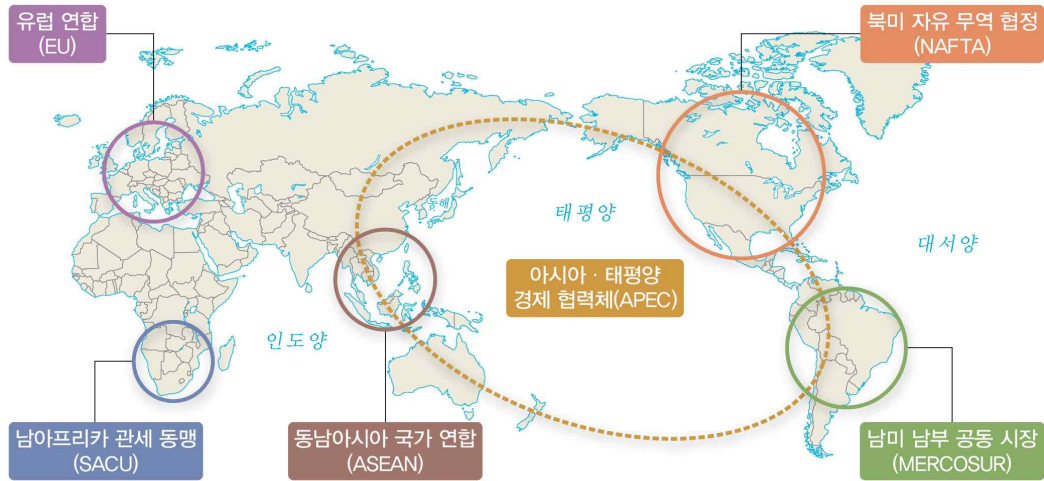 유럽 연합
(EU)
북미 자유 무역 협정
(NAFTA)
동해
태평양
대서양
아시아 · 태평양
경제 협력체(APEC)
인도양
남아프리카 관세 동맹
(SACU)
동남아시아 국가 연합
(ASEAN)
남미 남부 공동 시장
(MERCOSUR)